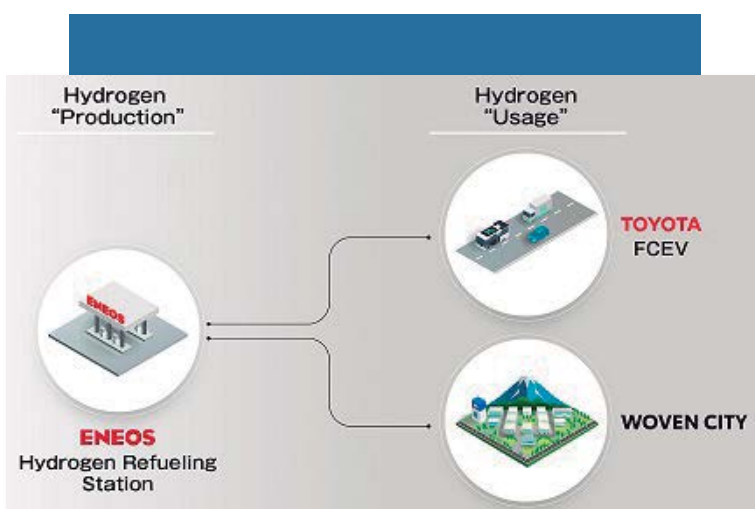 Hydrogen
“Production”
Hydrogen
“Usage”
TOYOTA
FCEV
ENEOS
ENEOS
Hydrogen Refueling
Station
WOVEN CITY